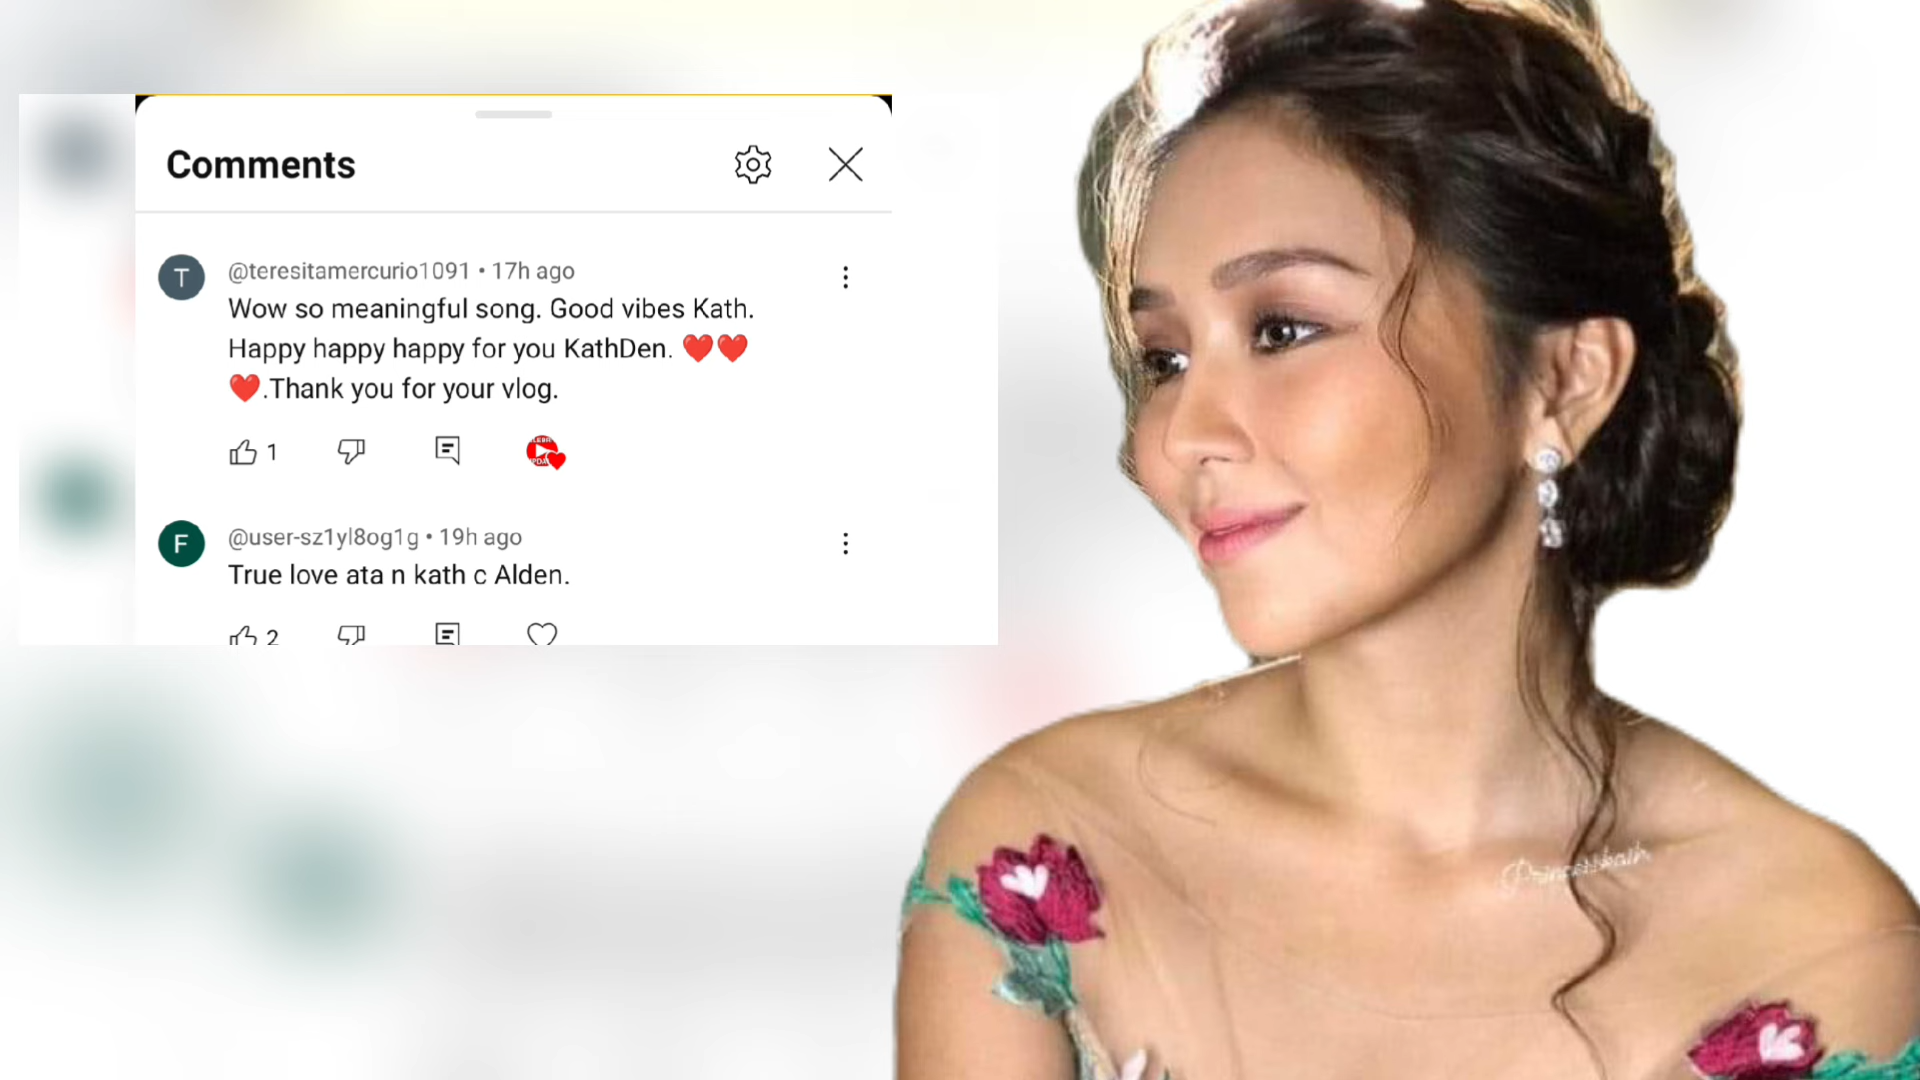 Comments
T
@teresitamercurio1091 • 17h ago
Wow so meaningful song. Good vibes Kath.
Happy happy happy for you KathDen. ❤️❤️
❤️.Thank you for your vlog.
1
F
@user-sz1yl8og1g • 19h ago
True love ata n kath c Alden.
2
Princesskath